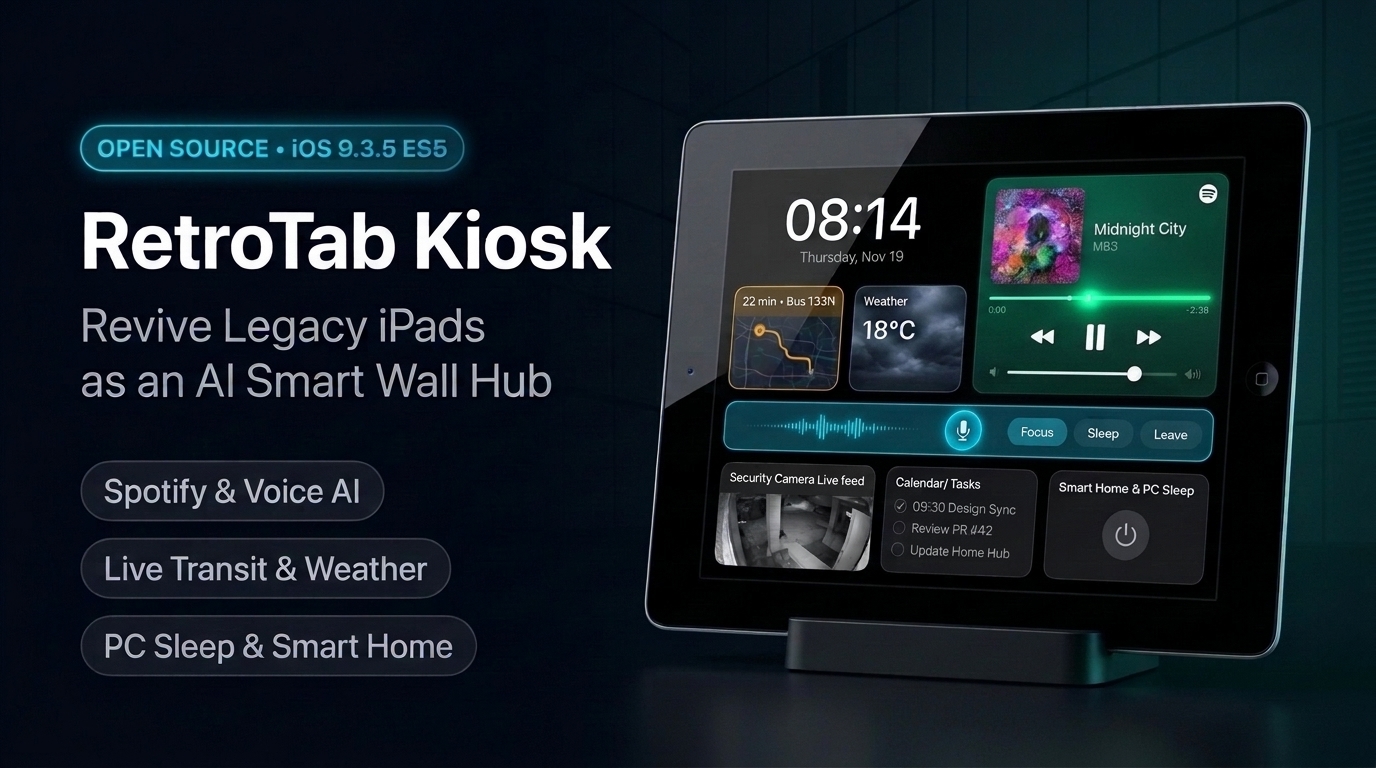 OPEN SOURCE • iOS 9.3.5 ES5
RetroTab Kiosk
Revive Legacy iPads
as an AI Smart Wall Hub
Spotify & Voice AI
Live Transit & Weather
PC Sleep & Smart Home
08:14
Thursday, Nov 19
22 min • Bus 133N
Weather
18°C
Midnight City
MB3
0:00
-2:38
Focus
Sleep
Leave
Security Camera Live feed
Calendar/ Tasks
09:30 Design Sync
Review PR #42
Update Home Hub
Smart Home & PC Sleep